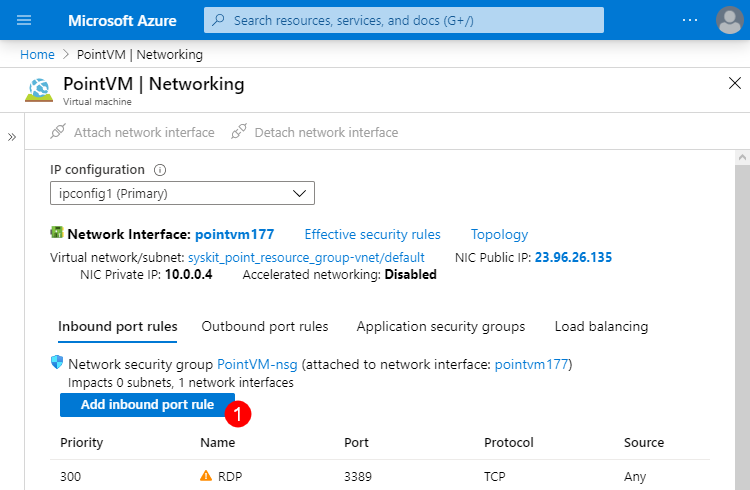 Microsoft Azure
Search resources, services, and docs (G+/)
Home > PointVM | Networking
PointVM | Networking
Virtual machine
Attach network interface Detach network interface
IP configuration
ipconfig1 (Primary)
Network Interface: pointvm177 Effective security rules Topology
Virtual network/subnet: syskit_point_resource_group-vnet/default NIC Public IP: 23.96.26.135
NIC Private IP: 10.0.0.4 Accelerated networking: Disabled
Inbound port rules Outbound port rules Application security groups Load balancing
Network security group PointVM-nsg (attached to network interface: pointvm177)
Impacts 0 subnets, 1 network interfaces
Add inbound port rule 1
Priority Name Port Protocol Source
300 RDP 3389 TCP Any